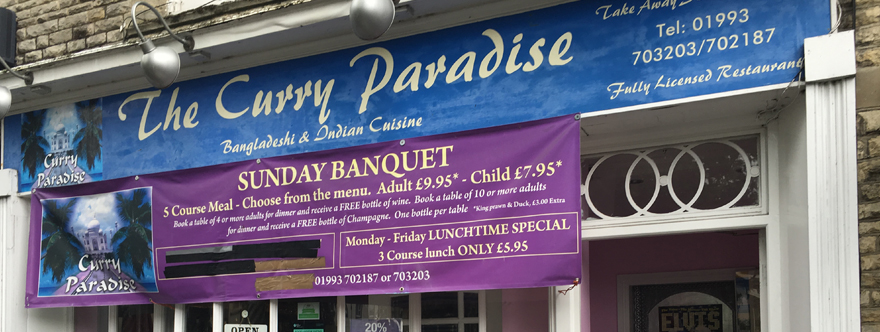 Take Away
Tel: 01993
703203/702187
Fully Licensed Restaurant
The Curry Paradise
Bangladeshi & Indian Cuisine
Curry
Paradise
SUNDAY BANQUET
5 Course Meal - Choose from the menu. Adult £9.95* - Child £7.95*
Book a table of 4 or more adults for dinner and receive a FREE bottle of wine. Book a table of 10 or more adults
for dinner and receive a FREE bottle of Champagne. One bottle per table *King prawn & Duck, £3.00 Extra
Monday - Friday LUNCHTIME SPECIAL
3 Course lunch ONLY £5.95
01993 702187 or 703203
Curry
Paradise
OPEN
20%
ELVIS